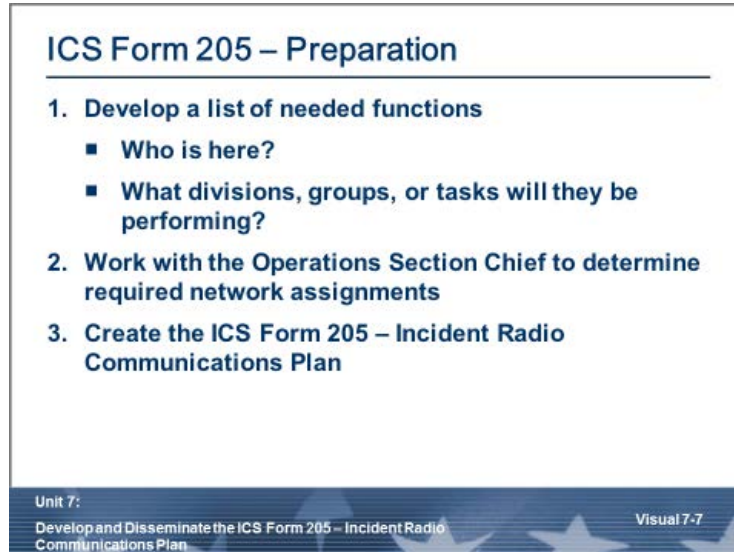 ICS Form 205 – Preparation
1. Develop a list of needed functions
■ Who is here?
■ What divisions, groups, or tasks will they be
performing?
2. Work with the Operations Section Chief to determine
required network assignments
3. Create the ICS Form 205 – Incident Radio
Communications Plan
Unit 7:
Develop and Disseminate the ICS Form 205 – Incident Radio
Communications Plan
Visual 7-7